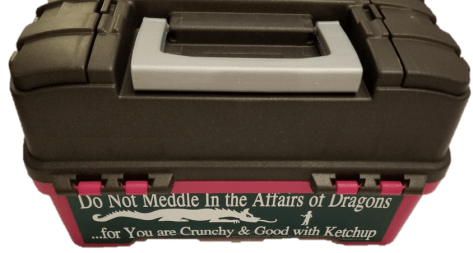 Do Not Meddle In the Affairs of Dragons
...for You are Crunchy & Good with Ketchup